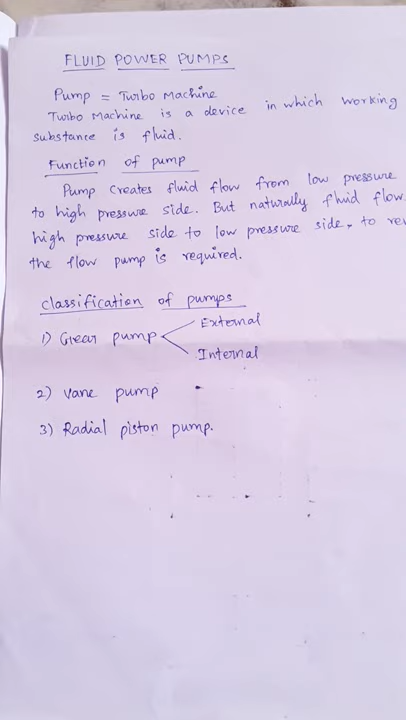 FLUID POWER PUMPS
Pump = Turbo Machine
Turbo Machine is a device in which working
substance is fluid.
Function of pump
Pump creates fluid flow from low pressure
to high pressure side. But naturally fluid flow
high pressure side to low pressure side, to
the flow pump is required.
Classification of pumps
1) Gear pump
External
Internal
2) Vane pump
3) Radial piston pump.